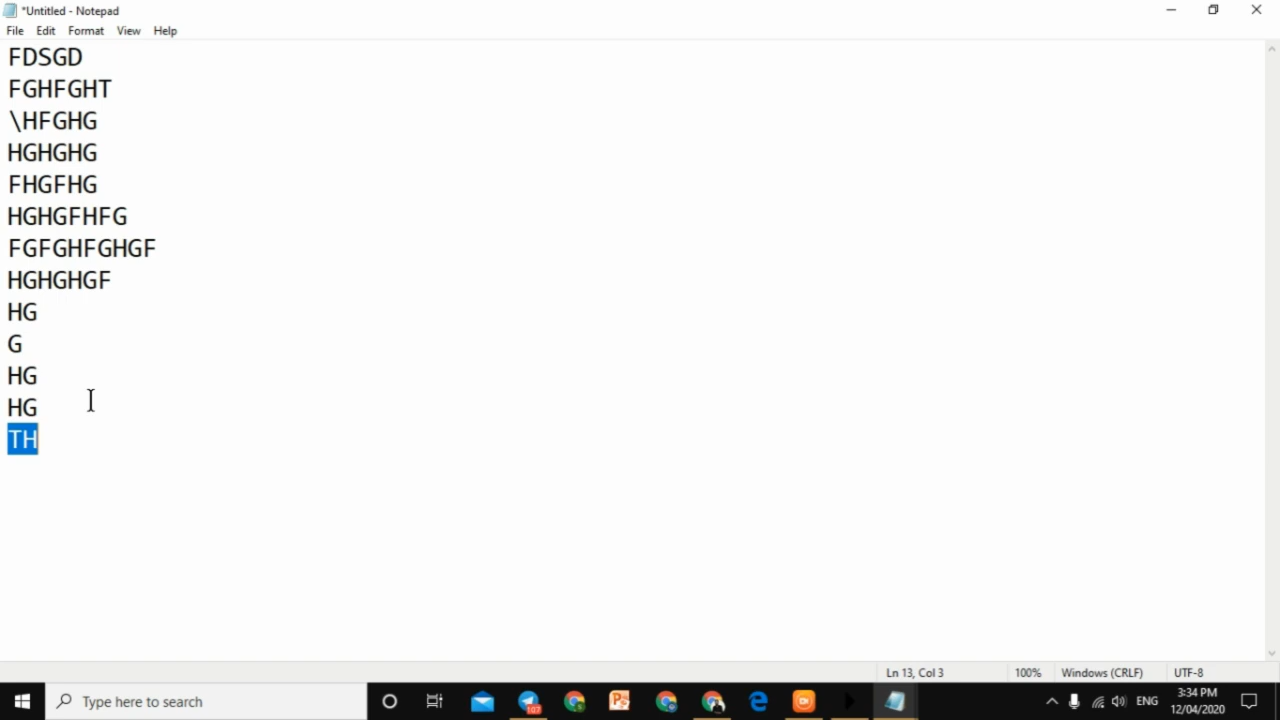 *Untitled - Notepad
File Edit Format View Help
FDSGD
FGHFGHT
\HFGHG
HGHGHG
FHGFHG
HGHGFHFG
FGFGHFGHGF
HGHGHGF
HG
G
HG
HG
TH
Ln 13, Col 3 100% Windows (CRLF) UTF-8
Type here to search
107
ENG
3:34 PM
12/04/2020